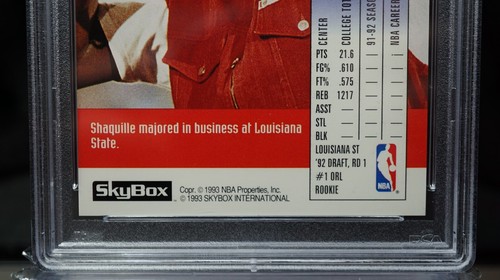 Shaquille majored in business at Louisiana
State.
SkyBox
Copr. © 1993 NBA Properties, Inc.
© 1993 SKYBOX INTERNATIONAL
CENTER
COLLEGE TOT
91-92 SEAS
NBA CAREER
PTS 21.6
FG% .610
FT% .575
REB 1217
ASST
STL
BLK
LOUISIANA ST
'92 DRAFT, RD 1
#1 ORL
ROOKIE
NBA